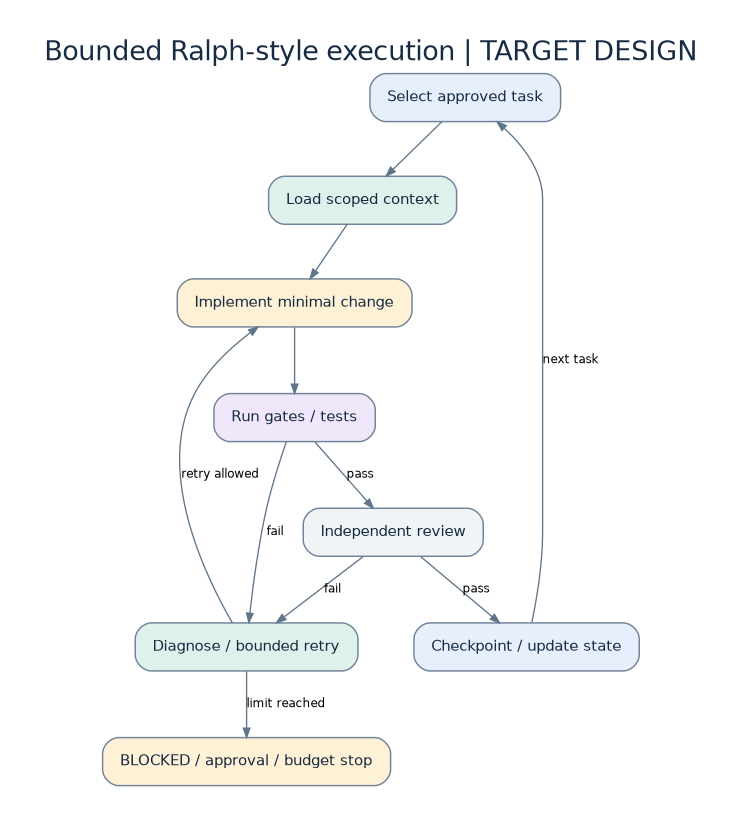 Bounded Ralph-style execution | TARGET DESIGN
Select approved task
Load scoped context
Implement minimal change
next task
Run gates / tests
retry allowed
pass
fail
Independent review
fail
pass
Diagnose / bounded retry
Checkpoint / update state
limit reached
BLOCKED / approval / budget stop